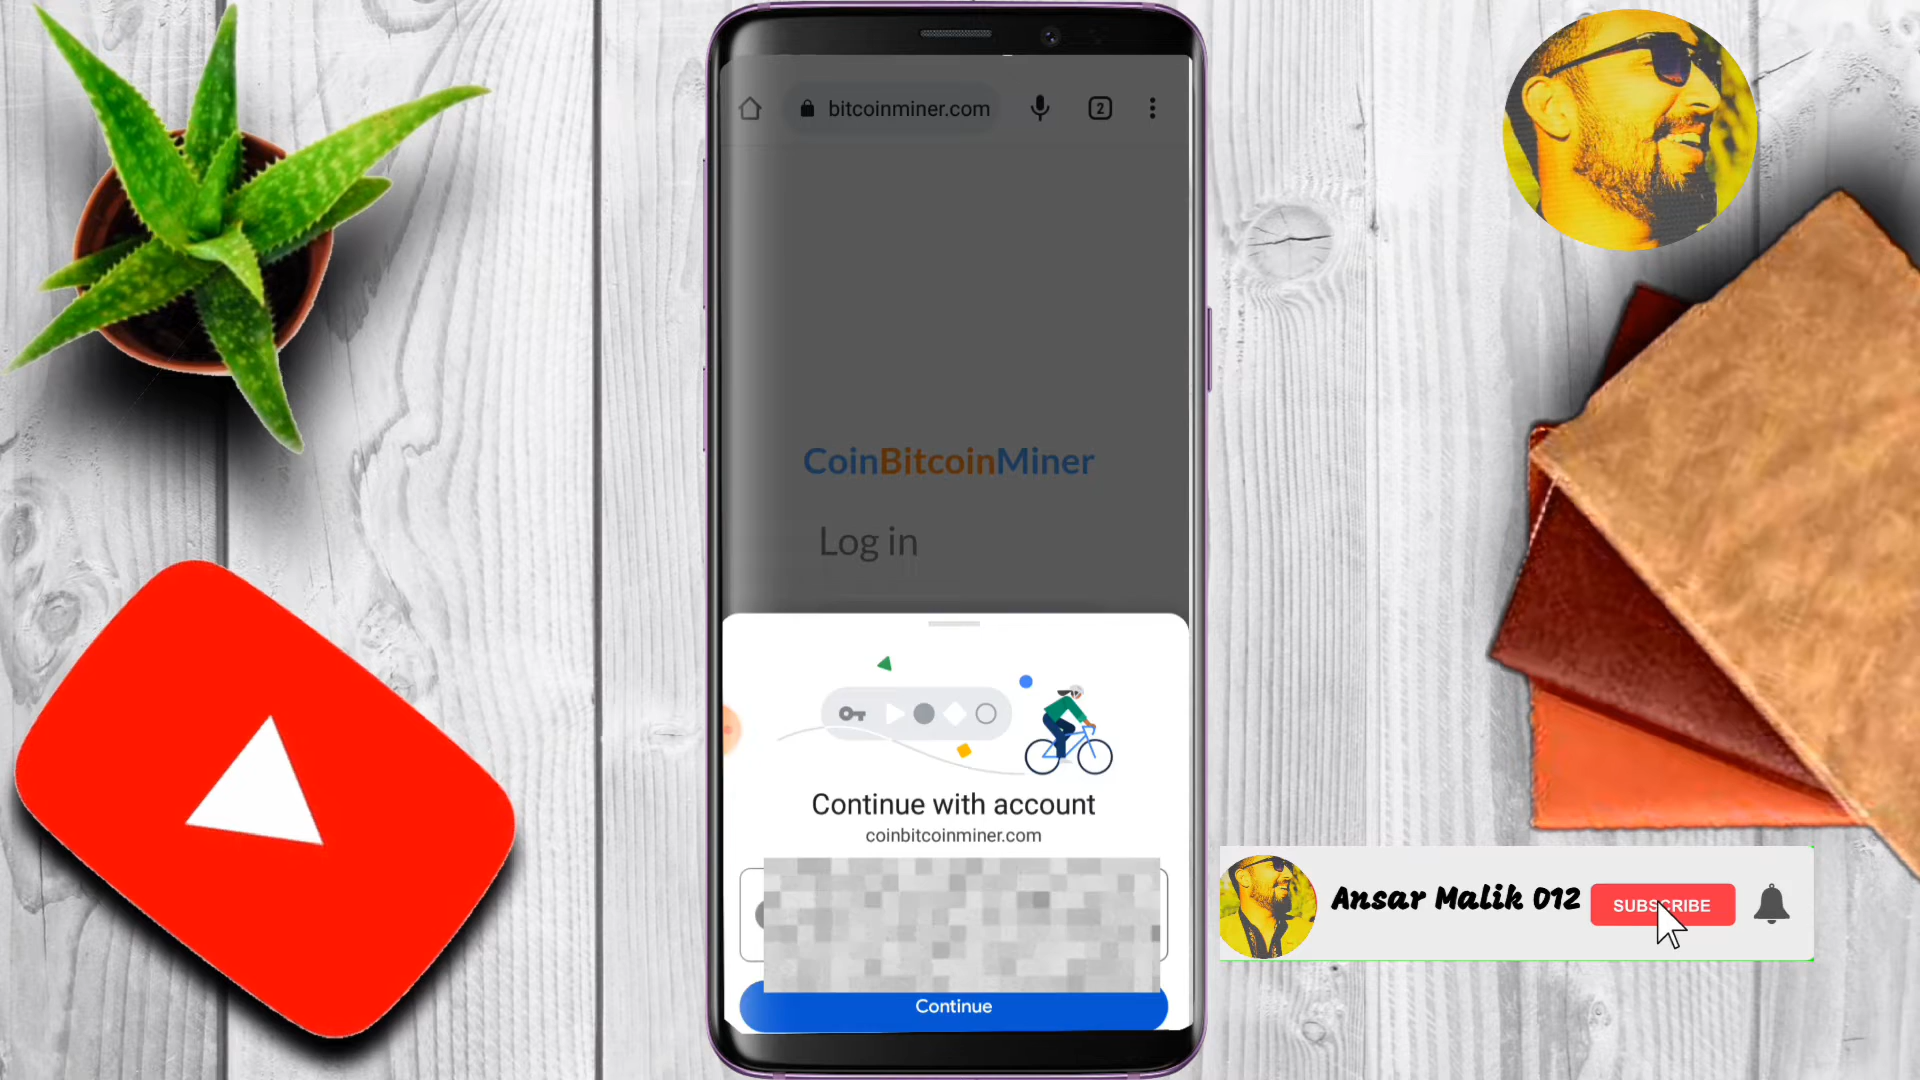 bitcoinminer.com
2
CoinBitcoinMiner
Log in
Continue with account
coinbitcoinminer.com
Continue
Ansar Malik 012
SUBSCRIBE